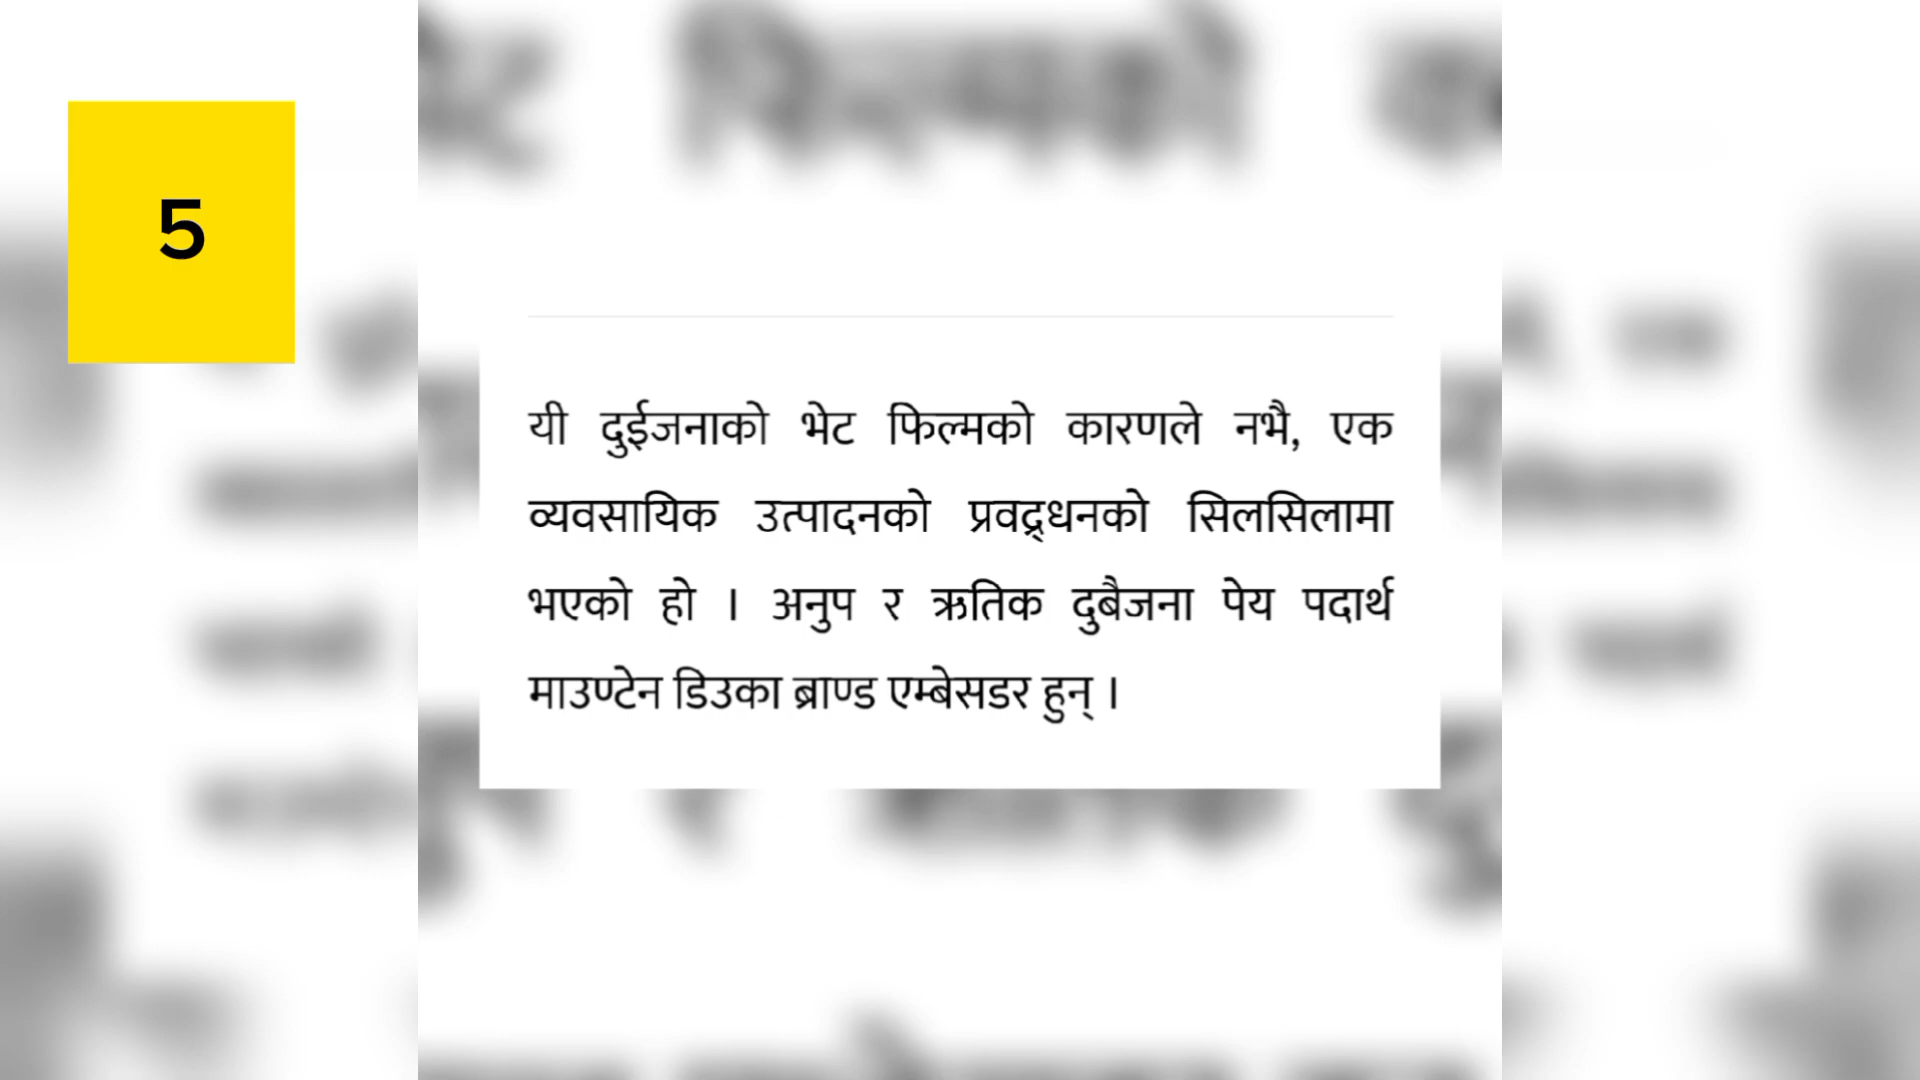 5
यी दुईजनाको भेट फिल्मको कारणले नभै, एक
व्यवसायिक उत्पादनको प्रवद्र्धनको सिलसिलामा
भएको हो । अनुप र ऋतिक दुबैजना पेय पदार्थ
माउण्टेन डिउका ब्राण्ड एम्बेसडर हुन् ।